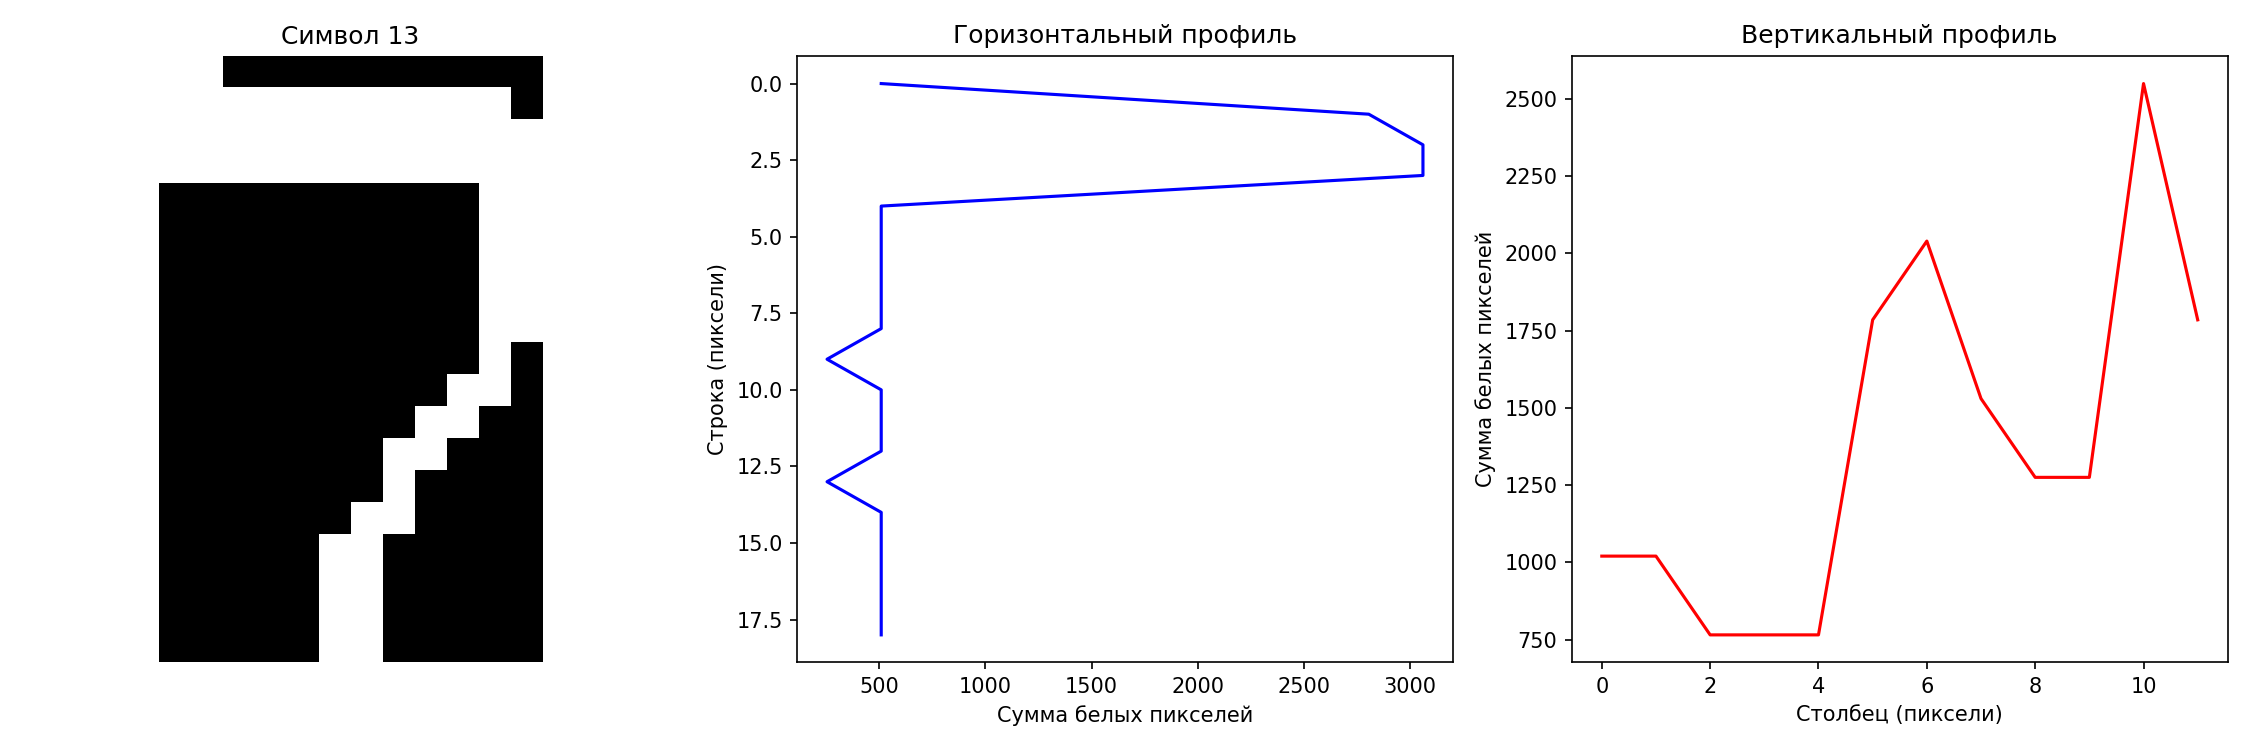 Символ 13
Горизонтальный профиль
0.0
2.5
5.0
7.5
10.0
12.5
15.0
17.5
Строка (пиксели)
500 1000 1500 2000 2500 3000
Сумма белых пикселей
Вертикальный профиль
2500
2250
2000
1750
1500
1250
1000
750
Сумма белых пикселей
0 2 4 6 8 10
Столбец (пиксели)